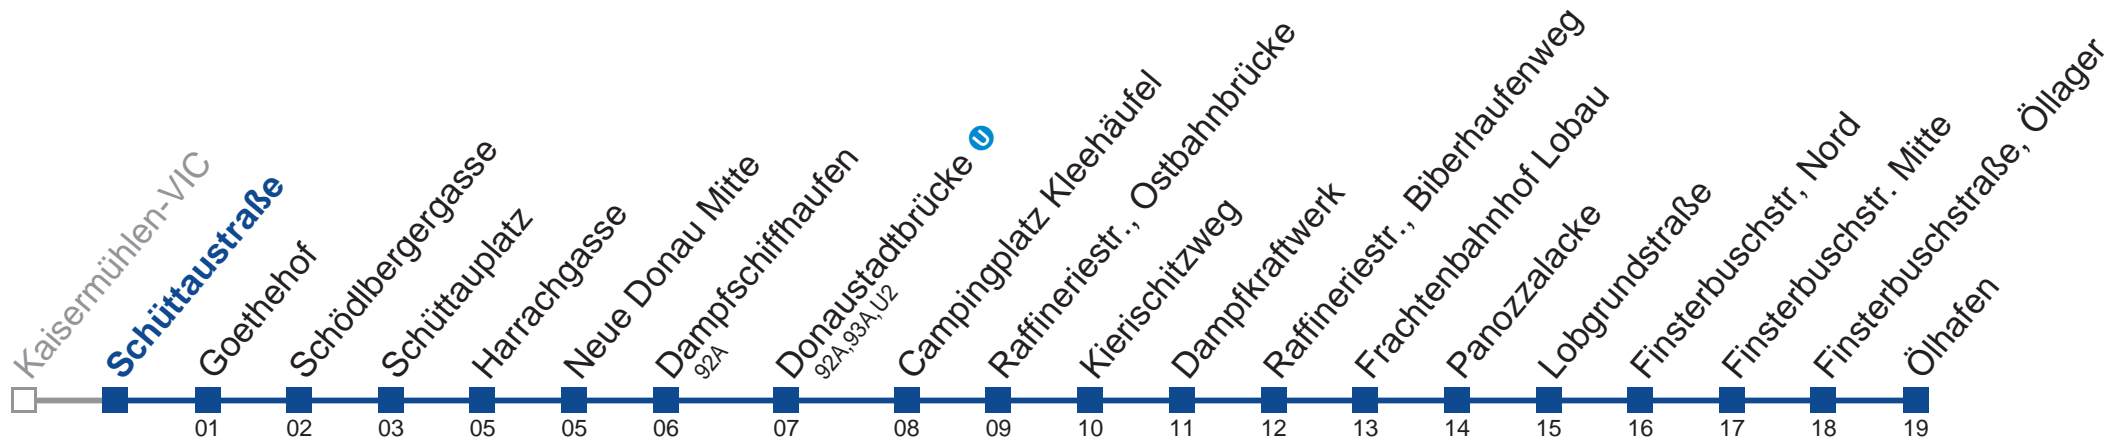 Kaisermühlen-VIC
Schüttaustraße
Goethehof
Schödlbergergasse
Schüttauplatz
Harrachgasse
Neue Donau Mitte
Dampfschiffhaufen
92A
Donaustadtbrücke U
92A,93A,U2
Campingplatz Kleehäufel
Raffineriestr., Ostbahnbrücke
Kierischitzweg
Dampfkraftwerk
Raffineriestr., Biberhaufenweg
Frachtenbahnhof Lobau
Panozzalacke
Lobgrundstraße
Finsterbuschstr, Nord
Finsterbuschstr. Mitte
Finsterbuschstraße, Öllager
Ölhafen
01 02 03 05 05 06 07 08 09 10 11 12 13 14 15 16 17 18 19